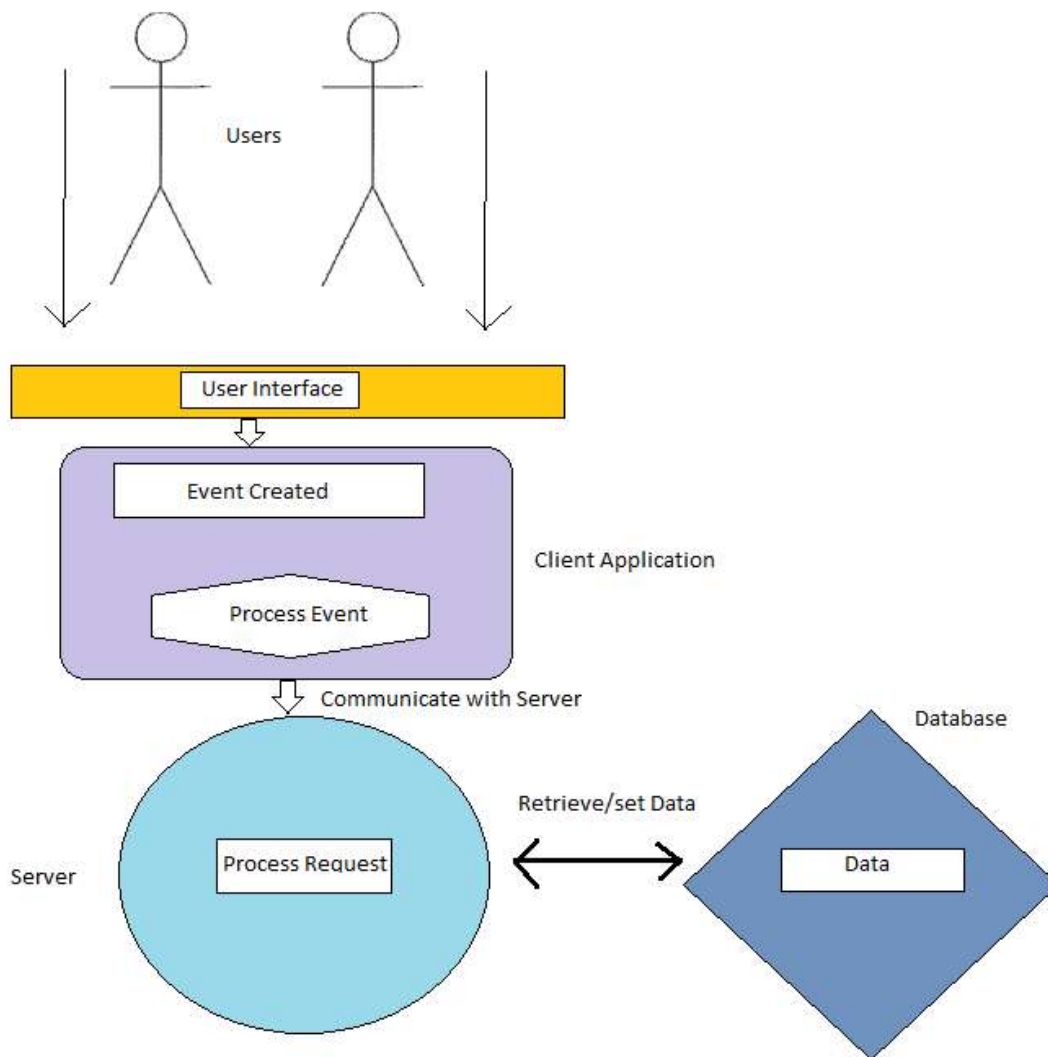 Users
User Interface
Event Created
Client Application
Process Event
Communicate with Server
Database
Retrieve/set Data
Process Request
Data
Server